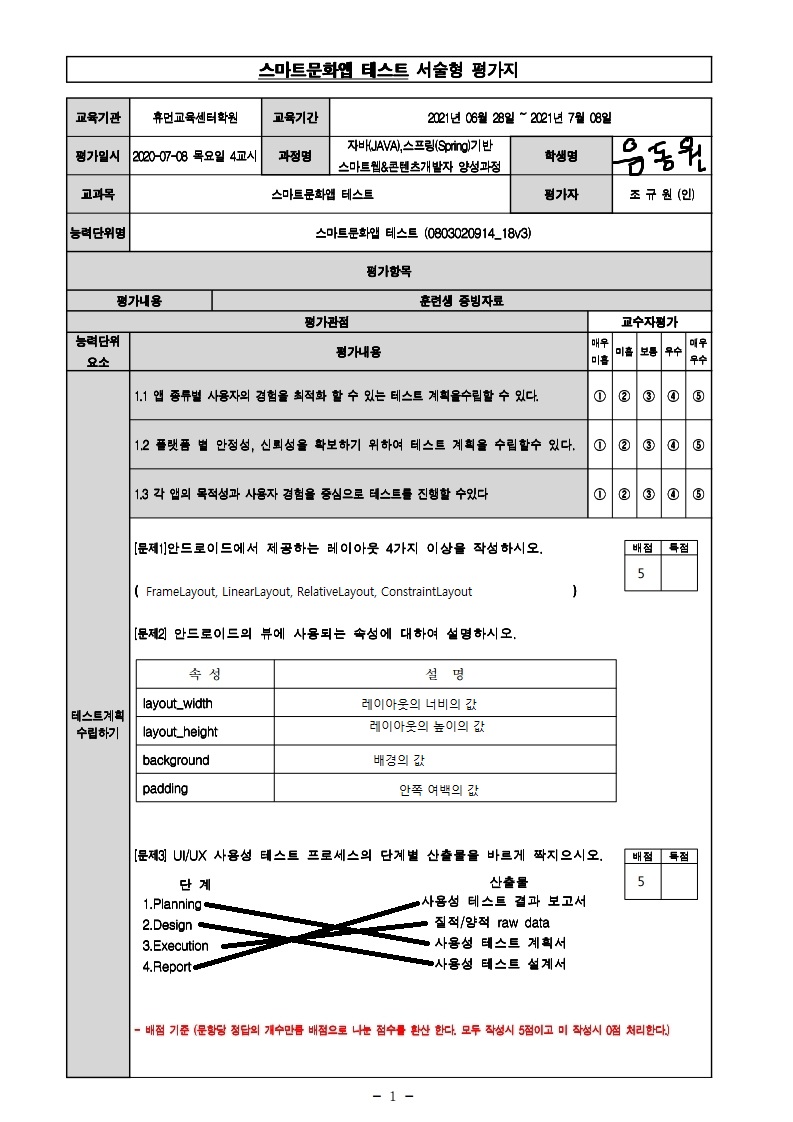 스마트문화앱 테스트 서술형 평가지
교육기관 휴먼교육센터학원 교육기간 2021년 06월 28일 ~ 2021년 7월 08일
평가일시 2020-07-08 목요일 4교시 과정명 자바(JAVA),스프링(Spring)기반 스마트웹&콘텐츠개발자 양성과정 학생명 음동원
교과목 스마트문화앱 테스트 평가자 조 규 원 (인)
능력단위명 스마트문화앱 테스트 (0803020914_18v3)
평가항목
평가내용 훈련생 증빙자료
평가관점 교수자평가
능력단위 요소 평가내용 매우 미흡 미흡 보통 우수 매우 우수
1.1 앱 종류별 사용자의 경험을 최적화 할 수 있는 테스트 계획을수립할 수 있다. ① ② ③ ④ ⑤
1.2 플랫폼 별 안정성, 신뢰성을 확보하기 위하여 테스트 계획을 수립할수 있다. ① ② ③ ④ ⑤
1.3 각 앱의 목적성과 사용자 경험을 중심으로 테스트를 진행할 수있다 ① ② ③ ④ ⑤
테스트계획 수립하기
[문제1]안드로이드에서 제공하는 레이아웃 4가지 이상을 작성하시오. 배점 득점
5
( FrameLayout, LinearLayout, RelativeLayout, ConstraintLayout )
[문제2] 안드로이드의 뷰에 사용되는 속성에 대하여 설명하시오.
속 성 설 명
layout_width 레이아웃의 너비의 값
layout_height 레이아웃의 높이의 값
background 배경의 값
padding 안쪽 여백의 값
[문제3] UI/UX 사용성 테스트 프로세스의 단계별 산출물을 바르게 짝지으시오. 배점 득점
5
단 계 산출물
1.Planning 사용성 테스트 결과 보고서
2.Design 질적/양적 raw data
3.Execution 사용성 테스트 계획서
4.Report 사용성 테스트 설계서
- 배점 기준 (문항당 정답의 개수만큼 배점으로 나눈 점수를 환산 한다. 모두 작성시 5점이고 미 작성시 0점 처리한다.)
- 1 -